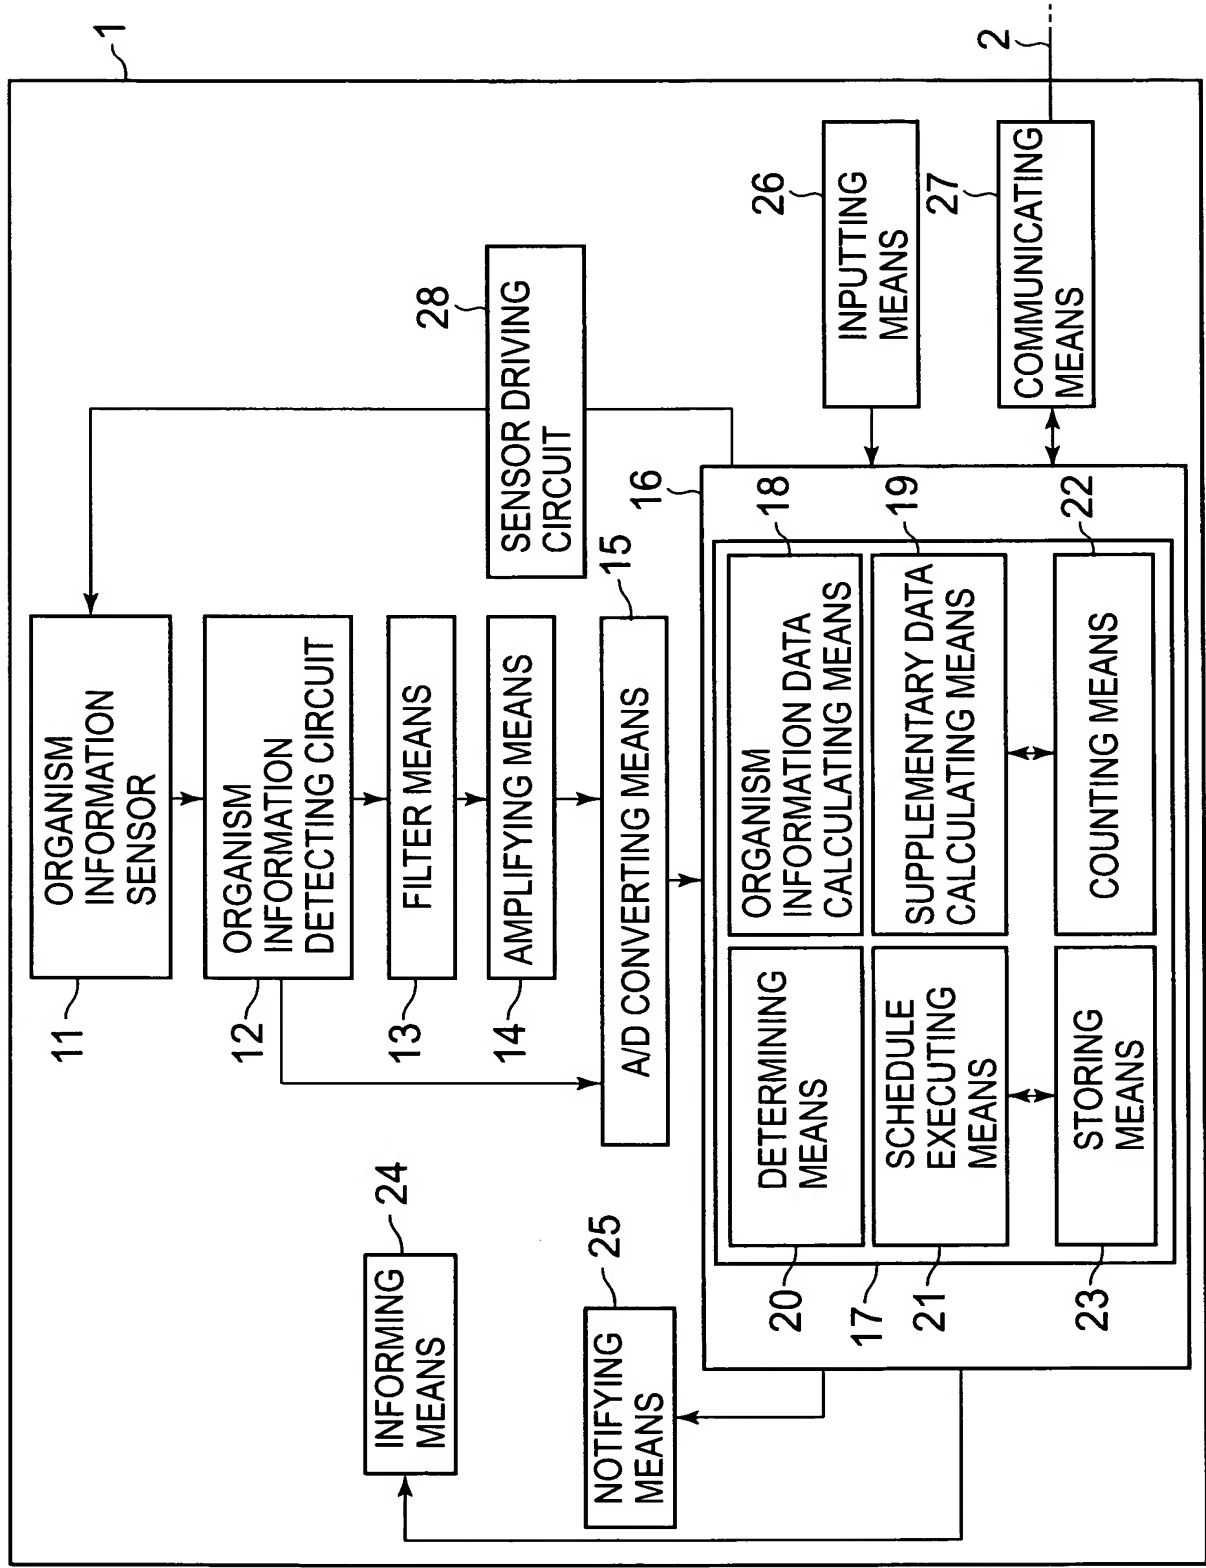 1
ORGANISM
INFORMATION
SENSOR
11
ORGANISM
INFORMATION
DETECTING CIRCUIT
12
FILTER MEANS
13
AMPLIFYING MEANS
14
A/D CONVERTING MEANS
15
SENSOR DRIVING
CIRCUIT
28
INFORMING
MEANS
24
NOTIFYING
MEANS
25
16
DETERMINING
MEANS
20
ORGANISM
INFORMATION DATA
CALCULATING MEANS
18
17
SCHEDULE
EXECUTING
MEANS
21
SUPPLEMENTARY DATA
CALCULATING MEANS
19
STORING
MEANS
23
COUNTING MEANS
22
INPUTTING
MEANS
26
COMMUNICATING
MEANS
27
2